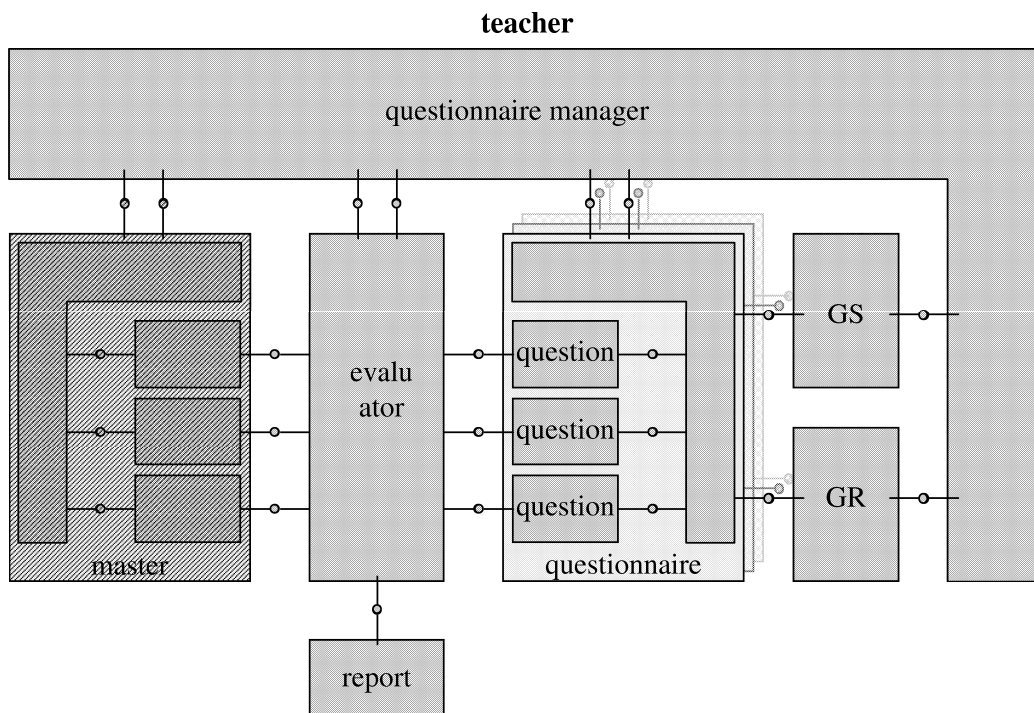 teacher
questionnaire manager
GS
question
evalu
ator
question
GR
question
master
questionnaire
report